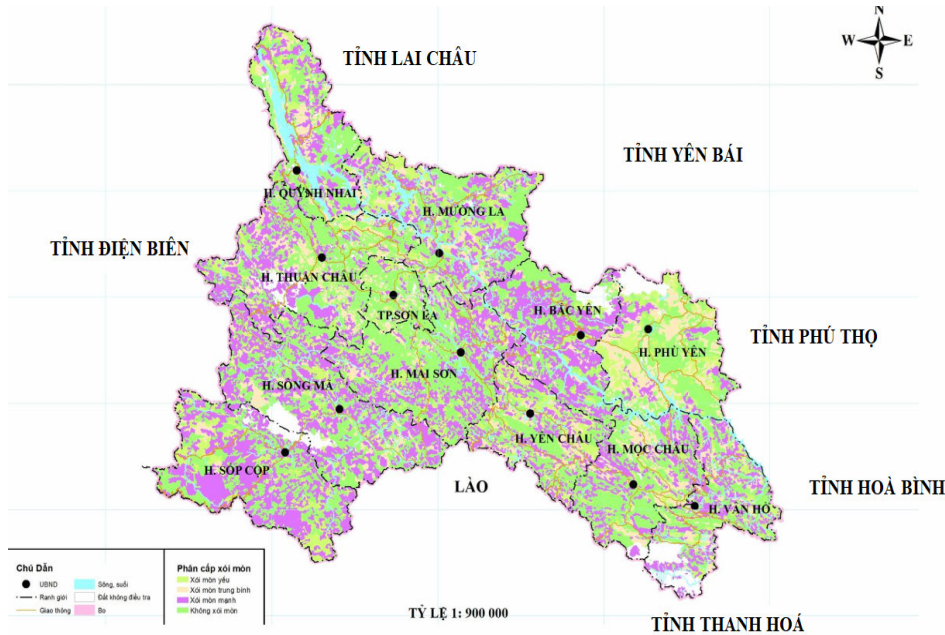 N
W E
S
TỈNH LAI CHÂU
TỈNH YÊN BÁI
H. QUỲNH NHAI
H. MƯỜNG LA
TỈNH ĐIỆN BIÊN
H. THUẬN CHÂU
TP.SƠN LA
H. BẮC YÊN
TỈNH PHÚ THỌ
H. PHÙ YÊN
H. MAI SƠN
H. SÔNG MÃ
H. YÊN CHÂU
H. MỘC CHÂU
H. SỐP CỘP
LÀO
TỈNH HOÀ BÌNH
H. VÂN HỒ
Chú Dẫn
UBND
Ranh giới
Giao thông
Sông, suối
Đất không điều tra
Bo
Phân cấp xói mòn
Xói mòn yếu
Xói mòn trung bình
Xói mòn mạnh
Không xói mòn
TỶ LỆ 1: 900 000
TỈNH THANH HOÁ